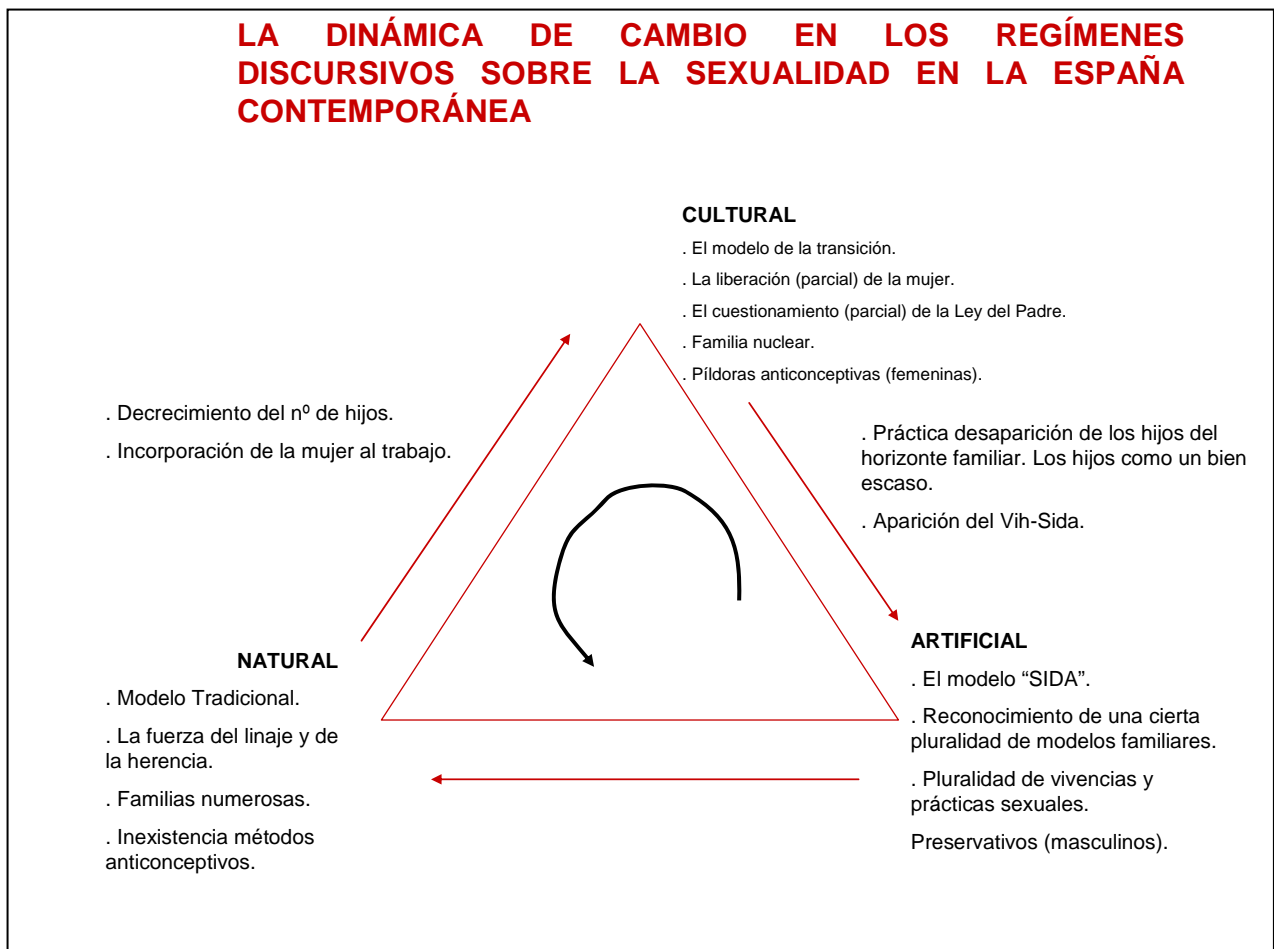 LA DINÁMICA DE CAMBIO EN LOS REGÍMENES
DISCURSIVOS SOBRE LA SEXUALIDAD EN LA ESPAÑA
CONTEMPORÁNEA
CULTURAL
. El modelo de la transición.
. La liberación (parcial) de la mujer.
. El cuestionamiento (parcial) de la Ley del Padre.
. Familia nuclear.
. Píldoras anticonceptivas (femeninas).
. Decrecimiento del nº de hijos.
. Incorporación de la mujer al trabajo.
. Práctica desaparición de los hijos del
horizonte familiar. Los hijos como un bien
escaso.
. Aparición del Vih-Sida.
NATURAL
. Modelo Tradicional.
. La fuerza del linaje y de
la herencia.
. Familias numerosas.
. Inexistencia métodos
anticonceptivos.
ARTIFICIAL
. El modelo “SIDA”.
. Reconocimiento de una cierta
pluralidad de modelos familiares.
. Pluralidad de vivencias y
prácticas sexuales.
Preservativos (masculinos).